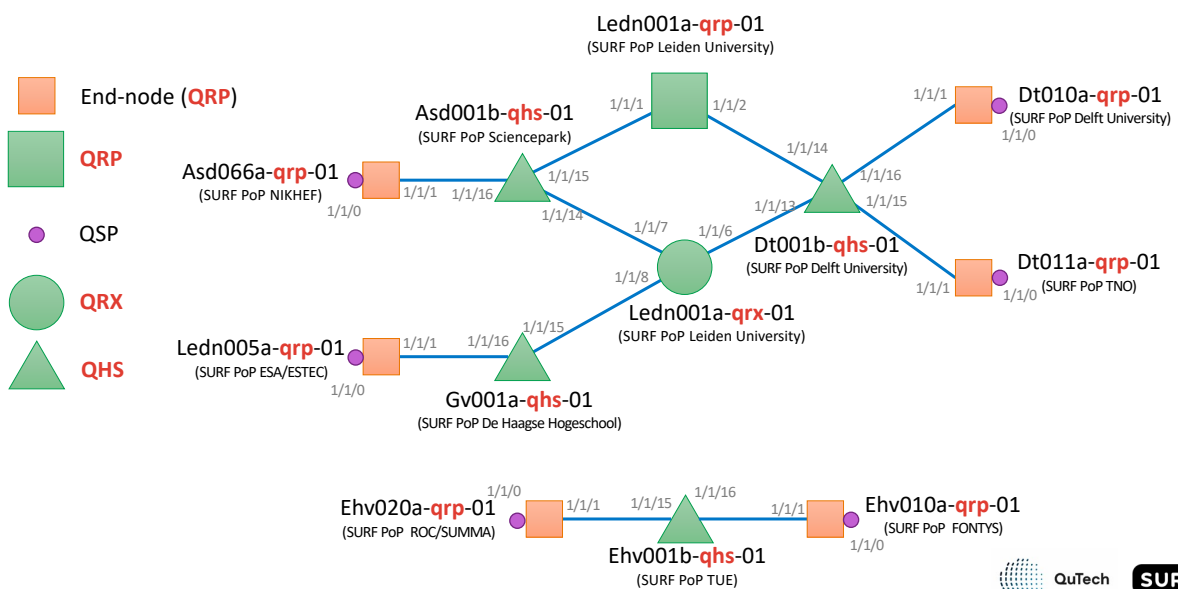 Ledn001a-qrp-01
(SURF PoP Leiden University)
End-node (QRP)
QRP
QSP
QRX
QHS
Asd001b-qhs-01
(SURF PoP Sciencepark)
1/1/1
1/1/2
1/1/1
Dt010a-qrp-01
(SURF PoP Delft University)
1/1/0
Asd066a-qrp-01
(SURF PoP NIKHEF)
1/1/0
1/1/1
1/1/16
1/1/15
1/1/14
1/1/14
1/1/16
1/1/15
1/1/13
1/1/7
1/1/6
1/1/8
Dt001b-qhs-01
(SURF PoP Delft University)
Dt011a-qrp-01
(SURF PoP TNO)
1/1/1
1/1/0
Ledn001a-qrx-01
(SURF PoP Leiden University)
Ledn005a-qrp-01
(SURF PoP ESA/ESTEC)
1/1/0
1/1/1
1/1/16
1/1/15
Gv001a-qhs-01
(SURF PoP De Haagse Hogeschool)
Ehv020a-qrp-01
(SURF PoP ROC/SUMMA)
1/1/0
1/1/1
1/1/15
1/1/16
1/1/1
Ehv010a-qrp-01
(SURF PoP FONTYS)
1/1/0
Ehv001b-qhs-01
(SURF PoP TUE)
QuTech
SUR